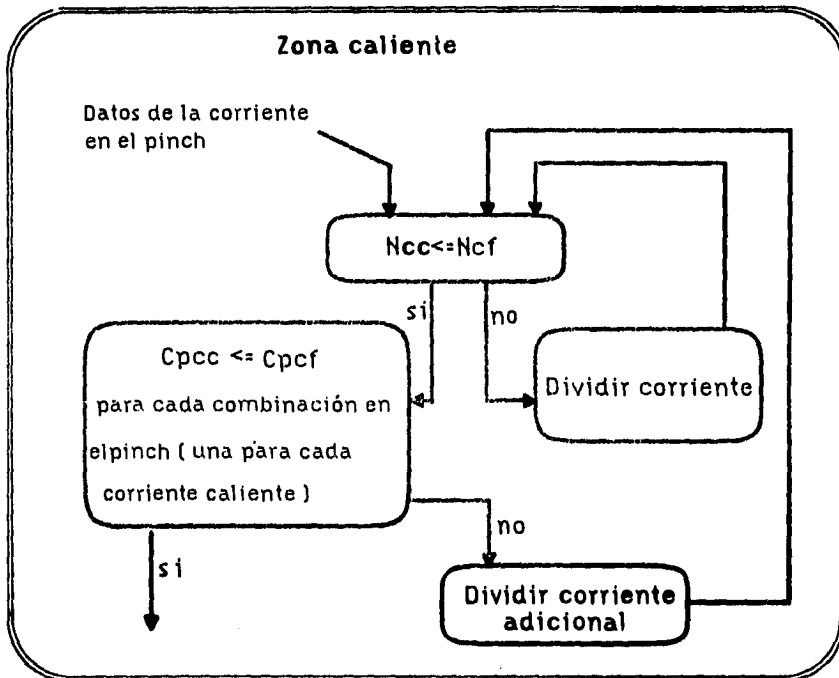 Zona caliente
Datos de la corriente
en el pinch
Ncc<=Ncf
si
no
Cpcc <= Cpcf
para cada combinación en
elpinch ( una para cada
corriente caliente )
Dividir corriente
no
si
Dividir corriente
adicional